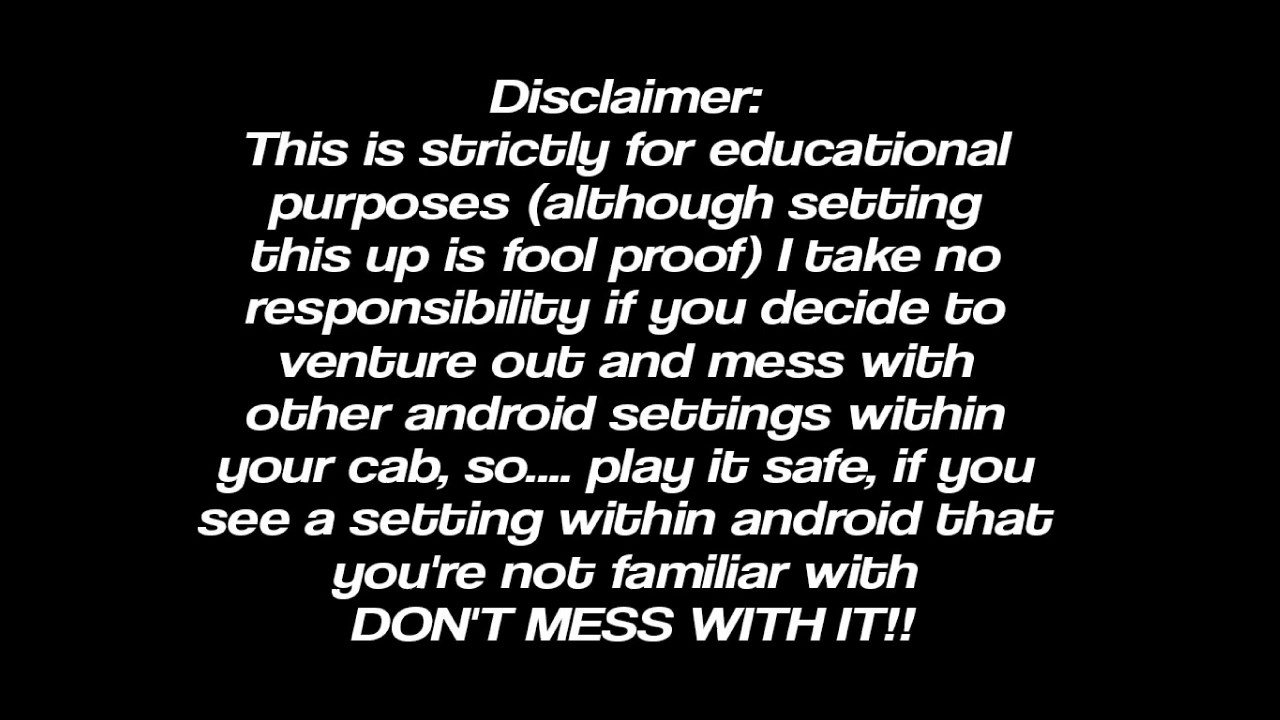 Disclaimer:
This is strictly for educational
purposes (although setting
this up is fool proof) I take no
responsibility if you decide to
venture out and mess with
other android settings within
your cab, so.... play it safe, if you
see a setting within android that
you're not familiar with
DON'T MESS WITH IT!!